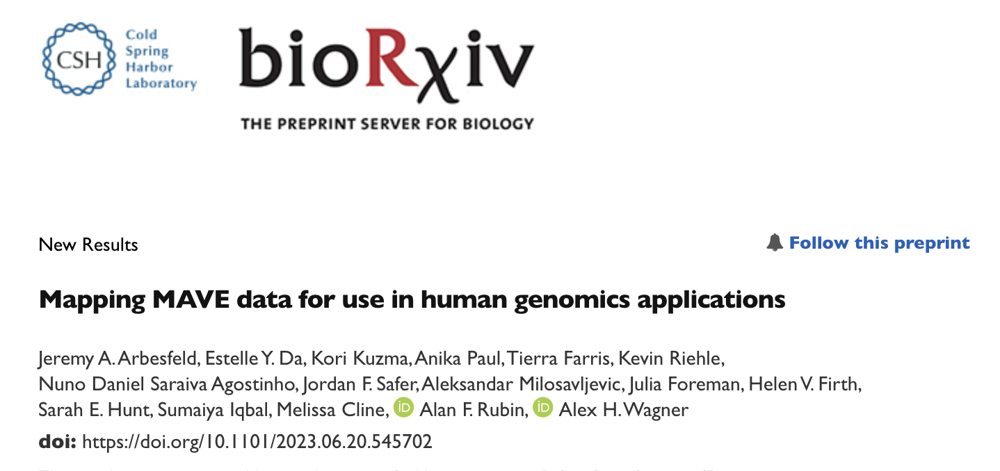 CSH
Cold
Spring
Harbor
Laboratory
bioRχiv
THE PREPRINT SERVER FOR BIOLOGY
New Results
Follow this preprint
Mapping MAVE data for use in human genomics applications
Jeremy A. Arbesfeld, Estelle Y. Da, Kori Kuzma, Anika Paul, Tierra Farris, Kevin Riehle,
Nuno Daniel Saraiva Agostinho, Jordan F. Safer, Aleksandar Milosavljevic, Julia Foreman, Helen V. Firth,
Sarah E. Hunt, Sumaiya Iqbal, Melissa Cline, iD Alan F. Rubin, iD Alex H. Wagner
doi: https://doi.org/10.1101/2023.06.20.545702